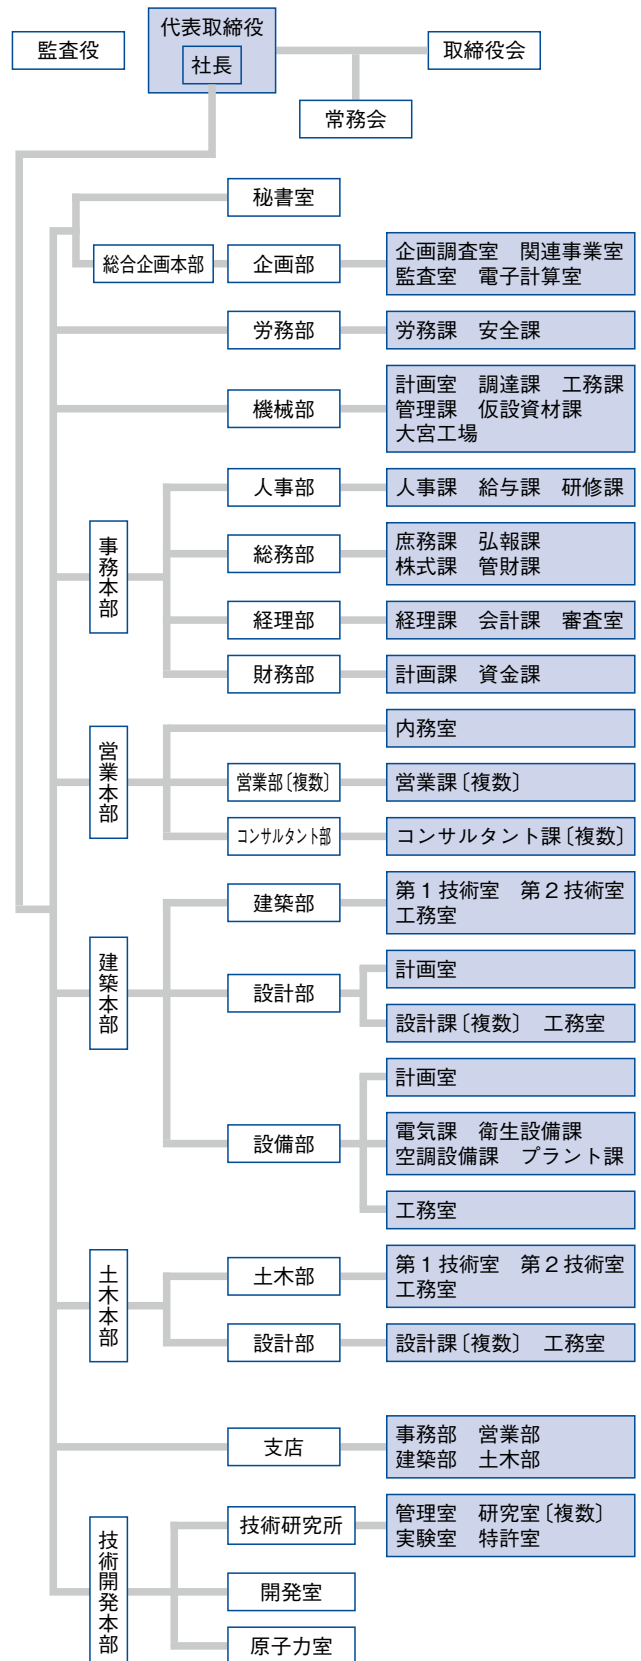 監査役
代表取締役
社長
取締役会
常務会
秘書室
総合企画本部
企画部
企画調査室　関連事業室
監査室　電子計算室
労務部
労務課　安全課
機械部
計画室　調達課　工務課
管理課　仮設資材課
大宮工場
事務本部
人事部
人事課　給与課　研修課
総務部
庶務課　弘報課
株式課　管財課
経理部
経理課　会計課　審査室
財務部
計画課　資金課
営業本部
内務室
営業部〔複数〕
営業課〔複数〕
コンサルタント部
コンサルタント課〔複数〕
建築本部
建築部
第1技術室　第2技術室
工務室
設計部
計画室
設計課〔複数〕　工務室
設備部
計画室
電気課　衛生設備課
空調設備課　プラント課
工務室
土木本部
土木部
第1技術室　第2技術室
工務室
設計部
設計課〔複数〕　工務室
支店
事務部　営業部
建築部　土木部
技術開発本部
技術研究所
管理室　研究室〔複数〕
実験室　特許室
開発室
原子力室